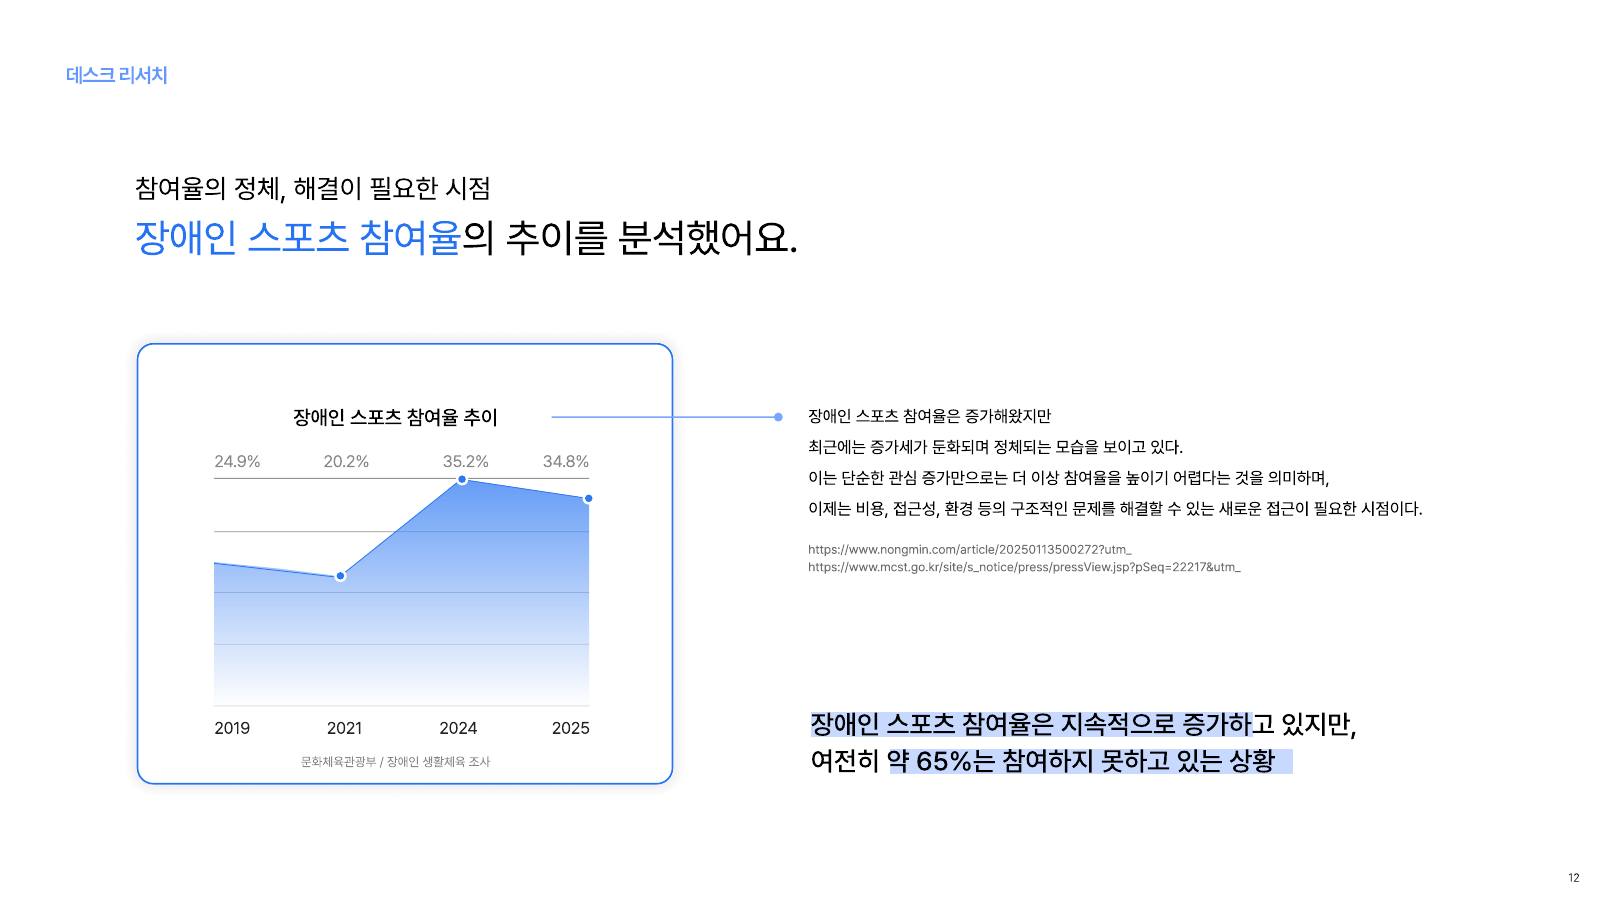 데스크 리서치
참여율의 정체, 해결이 필요한 시점
장애인 스포츠 참여율의 추이를 분석했어요.
장애인 스포츠 참여율 추이
24.9% 20.2% 35.2% 34.8%
2019 2021 2024 2025
문화체육관광부 / 장애인 생활체육 조사
장애인 스포츠 참여율은 증가해왔지만
최근에는 증가세가 둔화되며 정체되는 모습을 보이고 있다.
이는 단순한 관심 증가만으로는 더 이상 참여율을 높이기 어렵다는 것을 의미하며,
이제는 비용, 접근성, 환경 등의 구조적인 문제를 해결할 수 있는 새로운 접근이 필요한 시점이다.
https://www.nongmin.com/article/20250113500272?utm_
https://www.mcst.go.kr/site/s_notice/press/pressView.jsp?pSeq=22217&utm_
장애인 스포츠 참여율은 지속적으로 증가하고 있지만,
여전히 약 65%는 참여하지 못하고 있는 상황
12